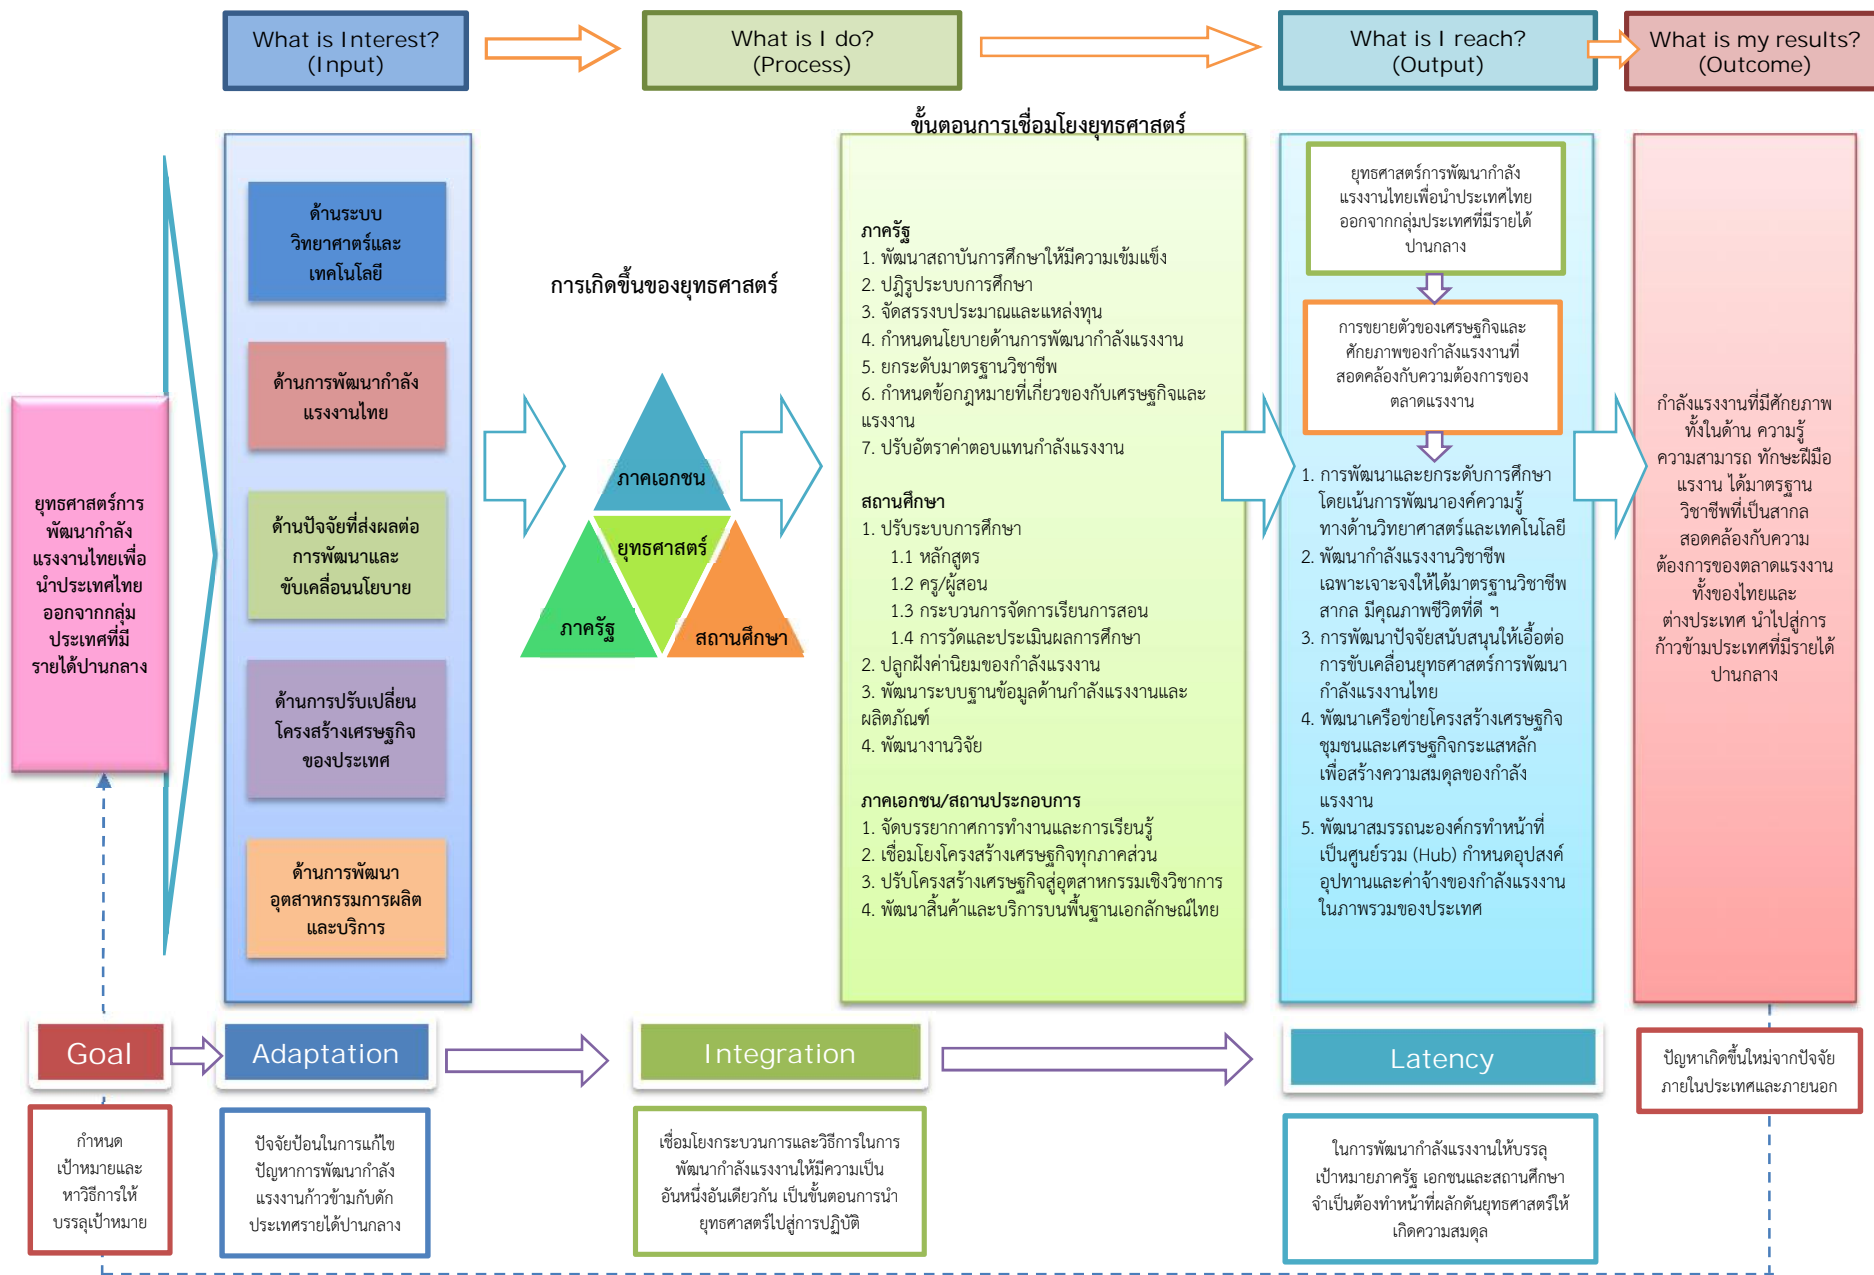 What is Interest?
(Input)
What is I do?
(Process)
What is I reach?
(Output)
What is my results?
(Outcome)
ยุทธศาสตร์การ
พัฒนากำลัง
แรงงานไทยเพื่อ
นำประเทศไทย
ออกจากกลุ่ม
ประเทศที่มี
รายได้ปานกลาง
ด้านระบบ
วิทยาศาตร์และ
เทคโนโลยี
ด้านการพัฒนากำลัง
แรงงานไทย
ด้านปัจจัยที่ส่งผลต่อ
การพัฒนาและ
ขับเคลื่อนนโยบาย
ด้านการปรับเปลี่ยน
โครงสร้างเศรษฐกิจ
ของประเทศ
ด้านการพัฒนา
อุตสาหกรรมการผลิต
และบริการ
การเกิดขึ้นของยุทธศาสตร์
ภาคเอกชน
ยุทธศาสตร์
ภาครัฐ
สถานศึกษา
ขั้นตอนการเชื่อมโยงยุทธศาสตร์
ภาครัฐ
1. พัฒนาสถาบันการศึกษาให้มีความเข้มแข็ง
2. ปฎิรูประบบการศึกษา
3. จัดสรรงบประมาณและแหล่งทุน
4. กำหนดนโยบายด้านการพัฒนากำลังแรงงาน
5. ยกระดับมาตรฐานวิชาชีพ
6. กำหนดข้อกฎหมายที่เกี่ยวของกับเศรษฐกิจและ
แรงงาน
7. ปรับอัตราค่าตอบแทนกำลังแรงงาน
สถานศึกษา
1. ปรับระบบการศึกษา
1.1 หลักสูตร
1.2 ครู/ผู้สอน
1.3 กระบวนการจัดการเรียนการสอน
1.4 การวัดและประเมินผลการศึกษา
2. ปลูกฝังค่านิยมของกำลังแรงงาน
3. พัฒนาระบบฐานข้อมูลด้านกำลังแรงงานและ
ผลิตภัณฑ์
4. พัฒนางานวิจัย
ภาคเอกชน/สถานประกอบการ
1. จัดบรรยากาศการทำงานและการเรียนรู้
2. เชื่อมโยงโครงสร้างเศรษฐกิจทุกภาคส่วน
3. ปรับโครงสร้างเศรษฐกิจสู่อุตสาหกรรมเชิงวิชาการ
4. พัฒนาสินค้าและบริการบนพื้นฐานเอกลักษณ์ไทย
ยุทธศาสตร์การพัฒนากำลัง
แรงงานไทยเพื่อนำประเทศไทย
ออกจากกลุ่มประเทศที่มีรายได้
ปานกลาง
การขยายตัวของเศรษฐกิจและ
ศักยภาพของกำลังแรงงานที่
สอดคล้องกับความต้องการของ
ตลาดแรงงาน
1. การพัฒนาและยกระดับการศึกษา
โดยเน้นการพัฒนาองค์ความรู้
ทางด้านวิทยาศาสตร์และเทคโนโลยี
2. พัฒนากำลังแรงงานวิชาชีพ
เฉพาะเจาะจงให้ได้มาตรฐานวิชาชีพ
สากล มีคุณภาพชีวิตที่ดี ฯ
3. การพัฒนาปัจจัยสนับสนุนให้เอื้อต่อ
การขับเคลื่อนยุทธศาสตร์การพัฒนา
กำลังแรงงานไทย
4. พัฒนาเครือข่ายโครงสร้างเศรษฐกิจ
ชุมชนและเศรษฐกิจกระแสหลัก
เพื่อสร้างความสมดุลของกำลัง
แรงงาน
5. พัฒนาสมรรถนะองค์กรทำหน้าที่
เป็นศูนย์รวม (Hub) กำหนดอุปสงค์
อุปทานและค่าจ้างของกำลังแรงงาน
ในภาพรวมของประเทศ
กำลังแรงงานที่มีศักยภาพ
ทั้งในด้าน ความรู้
ความสามารถ ทักษะฝีมือ
แรงาน ได้มาตรฐาน
วิชาชีพที่เป็นสากล
สอดคล้องกับความ
ต้องการของตลาดแรงงาน
ทั้งของไทยและ
ต่างประเทศ นำไปสู่การ
ก้าวข้ามประเทศที่มีรายได้
ปานกลาง
Goal
Adaptation
Integration
Latency
ปัญหาเกิดขึ้นใหม่จากปัจจัย
ภายในประเทศและภายนอก
กำหนด
เป้าหมายและ
หาวิธีการให้
บรรลุเป้าหมาย
ปัจจัยป้อนในการแก้ไข
ปัญหาการพัฒนากำลัง
แรงงานก้าวข้ามกับดัก
ประเทศรายได้ปานกลาง
เชื่อมโยงกระบวนการและวิธีการในการ
พัฒนากำลังแรงงานให้มีความเป็น
อันหนึ่งอันเดียวกัน เป็นขั้นตอนการนำ
ยุทธศาสตร์ไปสู่การปฏิบัติ
ในการพัฒนากำลังแรงงานให้บรรลุ
เป้าหมายภาครัฐ เอกชนและสถานศึกษา
จำเป็นต้องทำหน้าที่ผลักดันยุทธศาสตร์ให้
เกิดความสมดุล